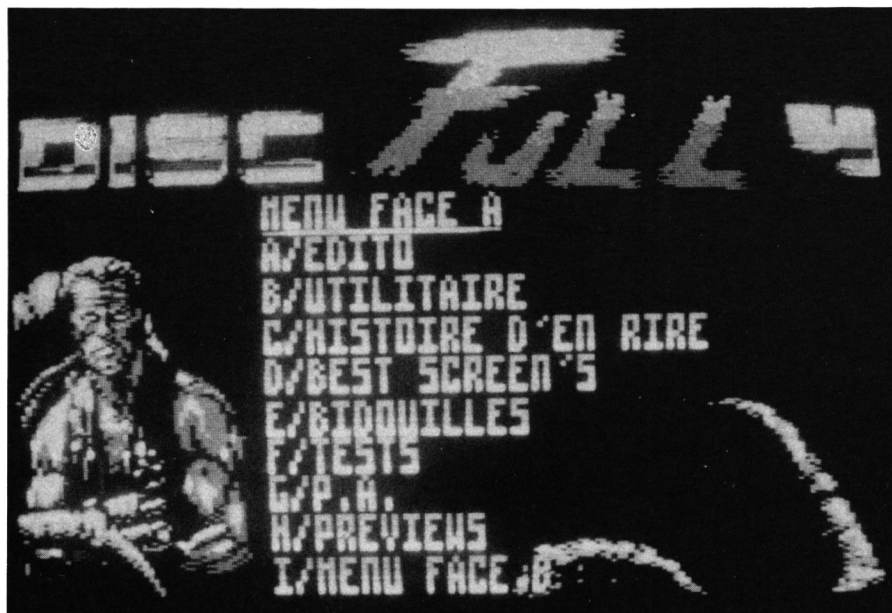 DISC FULL 4
MENU FACE A
A/EDITO
B/UTILITAIRE
C/HISTOIRE D'EN RIRE
D/BEST SCREEN'S
E/BIDOUILLES
F/TESTS
G/P.A.
H/PREVIEWS
I/MENU FACE B